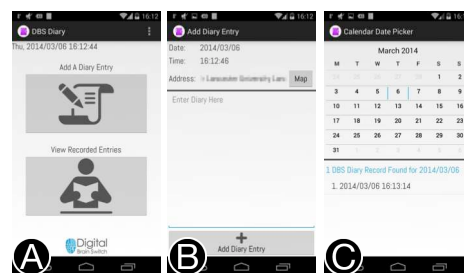 16:12
DBS Diary
Thu, 2014/03/06 16:12:44
Add A Diary Entry
View Recorded Entries
Digital
Brain Switch
A
16:12
Add Diary Entry
Date: 2014/03/06
Time: 16:12:46
Address: Lancaster University Lanc Map
Enter Diary Here
Add Diary Entry
B
16:12
Calendar Date Picker
March 2014
M T W T F S S
1 2
3 4 5 6 7 8 9
10 11 12 13 14 15 16
17 18 19 20 21 22 23
24 25 26 27 28 29 30
31
1 DBS Diary Record Found for 2014/03/06
1. 2014/03/06 16:13:14
C